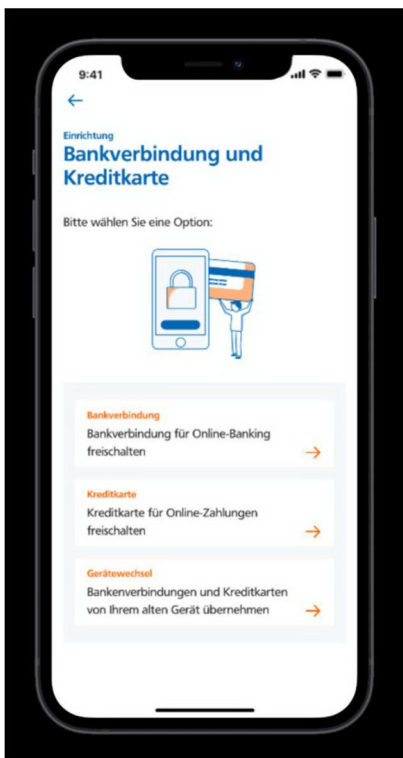 9:41
Einrichtung
Bankverbindung und
Kreditkarte
Bitte wählen Sie eine Option:
Bankverbindung
Bankverbindung für Online-Banking
freischalten
Kreditkarte
Kreditkarte für Online-Zahlungen
freischalten
Gerätewechsel
Bankenverbindungen und Kreditkarten
von Ihrem alten Gerät übernehmen